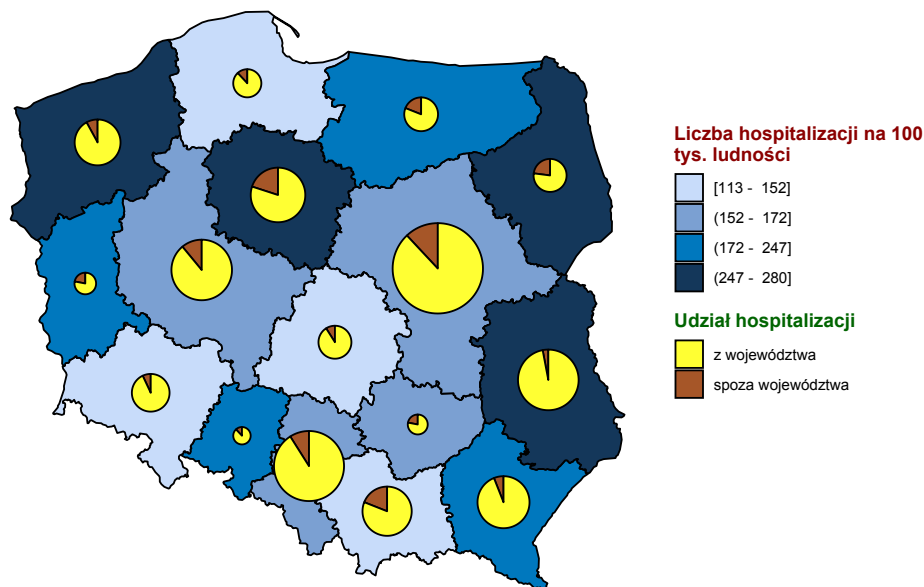 Liczba hospitalizacji na 100
tys. ludności
[113 - 152]
(152 - 172]
(172 - 247]
(247 - 280]
Udział hospitalizacji
z województwa
spoza województwa